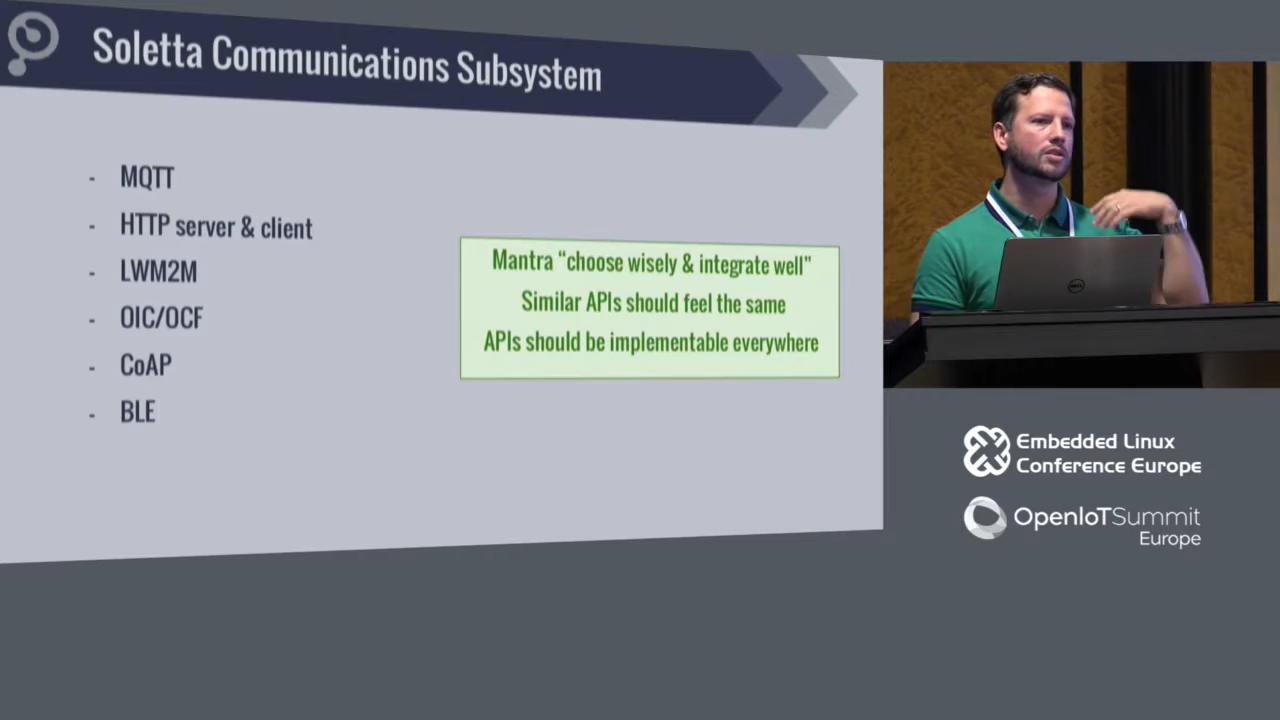 Soletta Communications Subsystem
- MQTT
- HTTP server & client
- LWM2M
- OIC/OCF
- CoAP
- BLE
Mantra “choose wisely & integrate well”
Similar APIs should feel the same
APIs should be implementable everywhere
DELL
Embedded Linux
Conference Europe
OpenIoTSummit
Europe